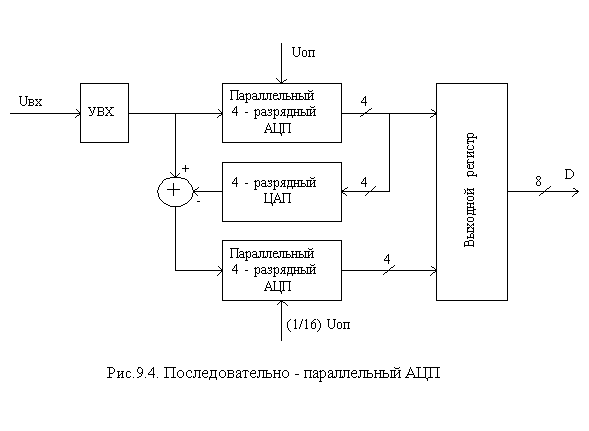 Uоп
Uвх
УВХ
Параллельный
4 - разрядный
АЦП
4
Выходной регистр
+
+
-
4 - разрядный
ЦАП
4
8
D
Параллельный
4 - разрядный
АЦП
4
(1/16) Uоп
Рис.9.4. Последовательно - параллельный АЦП